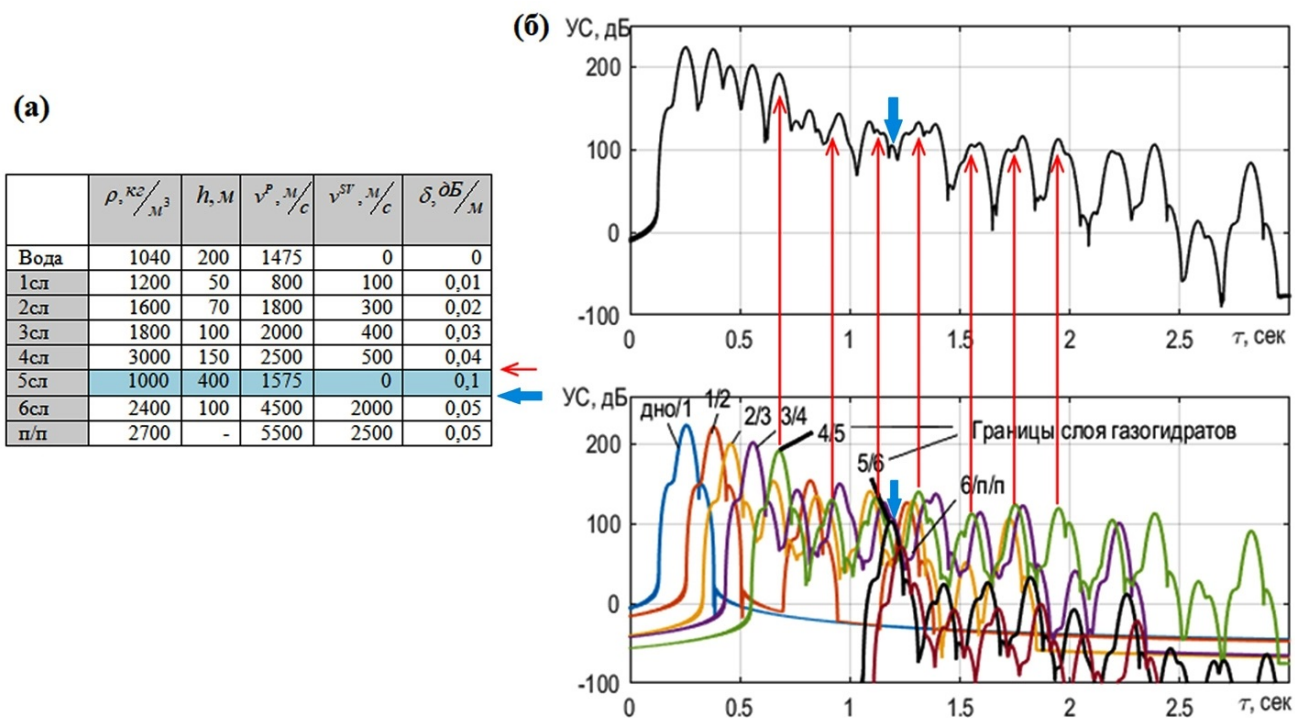 (а)
ρ, кг/м³ h, м v^P, м/с v^SV, м/с δ, дБ/м
Вода 1040 200 1475 0 0
1сл 1200 50 800 100 0,01
2сл 1600 70 1800 300 0,02
3сл 1800 100 2000 400 0,03
4сл 3000 150 2500 500 0,04
5сл 1000 400 1575 0 0,1
6сл 2400 100 4500 2000 0,05
п/п 2700 - 5500 2500 0,05
(б)
УС, дБ
200
100
0
-100
0 0.5 1 1.5 2 2.5 τ, сек
УС, дБ
дно/1 1/2 2/3 3/4 4/5 Границы слоя газогидратов
5/6 6/п/п
200
100
0
-100
0 0.5 1 1.5 2 2.5 τ, сек